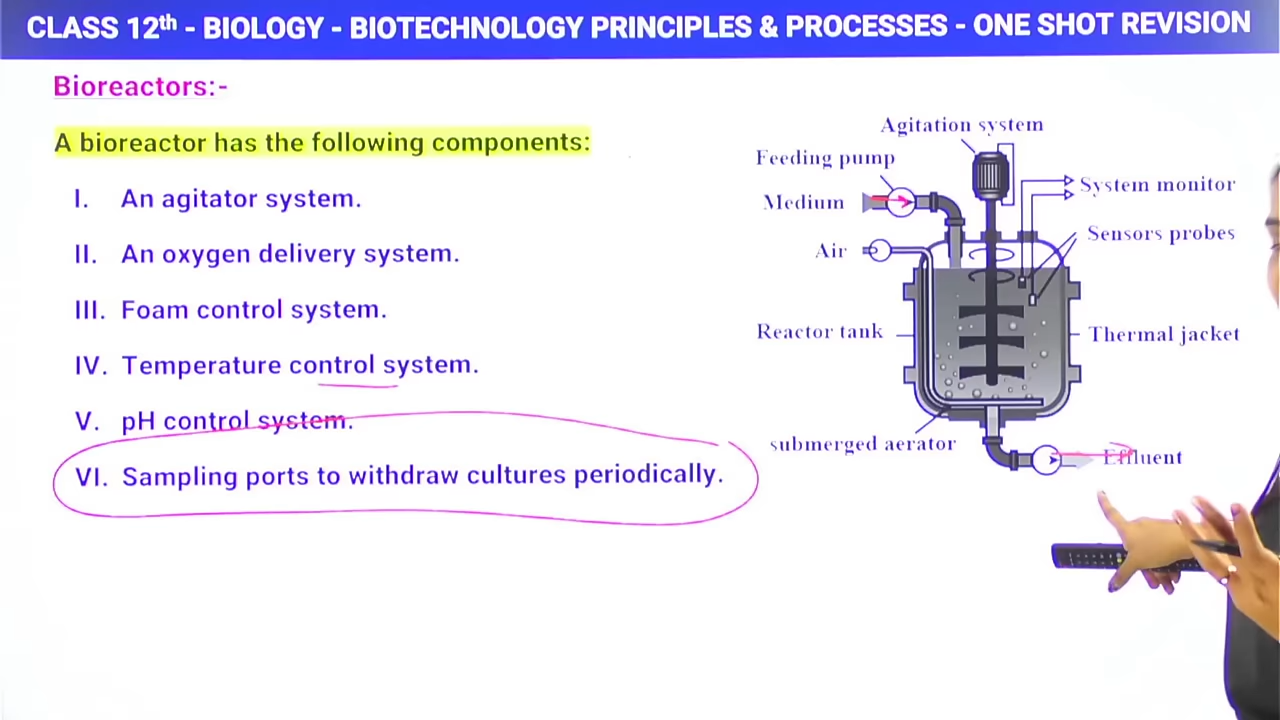 CLASS 12th - BIOLOGY - BIOTECHNOLOGY PRINCIPLES & PROCESSES - ONE SHOT REVISION
Bioreactors:-
A bioreactor has the following components:
I. An agitator system.
II. An oxygen delivery system.
III. Foam control system.
IV. Temperature control system.
V. pH control system.
VI. Sampling ports to withdraw cultures periodically.
Agitation system
Feeding pump
Medium
System monitor
Air
Sensors probes
Reactor tank
Thermal jacket
submerged aerator
Effluent